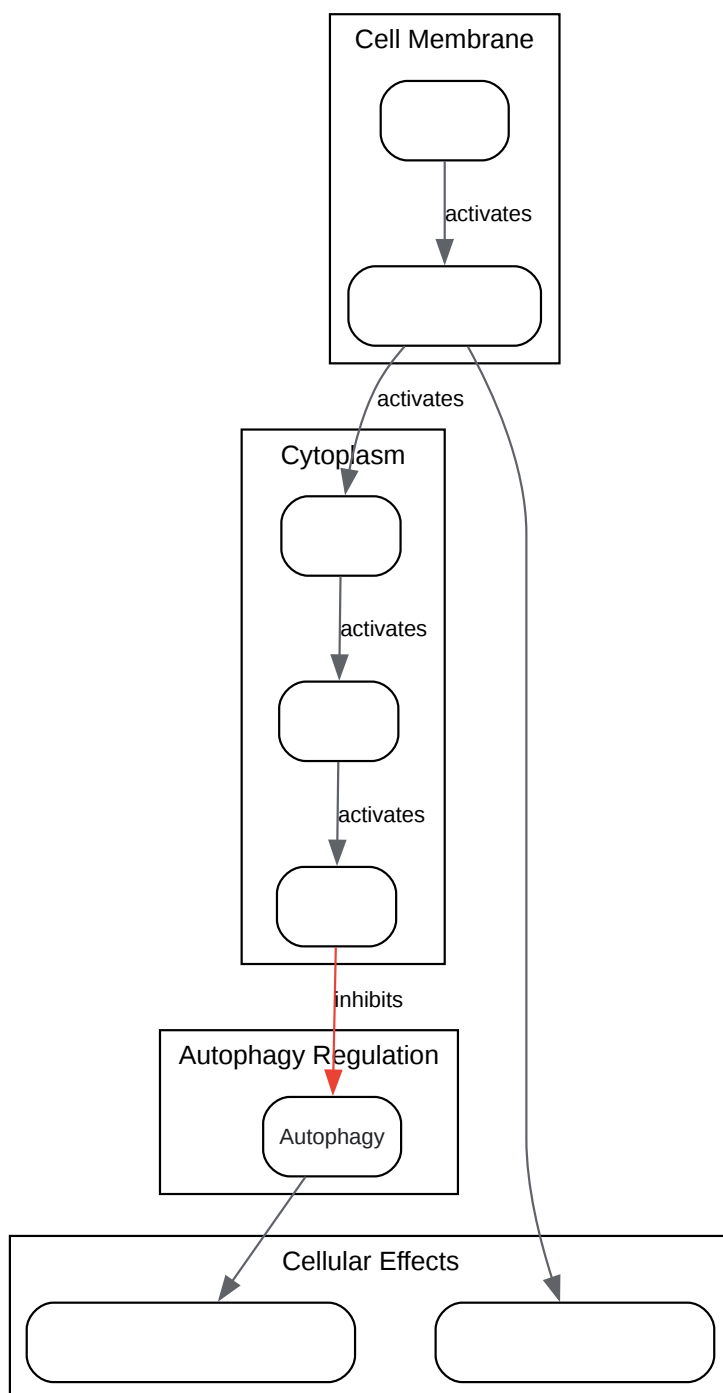 Cell Membrane
activates
activates
Cytoplasm
activates
activates
inhibits
Autophagy Regulation
Autophagy
Cellular Effects